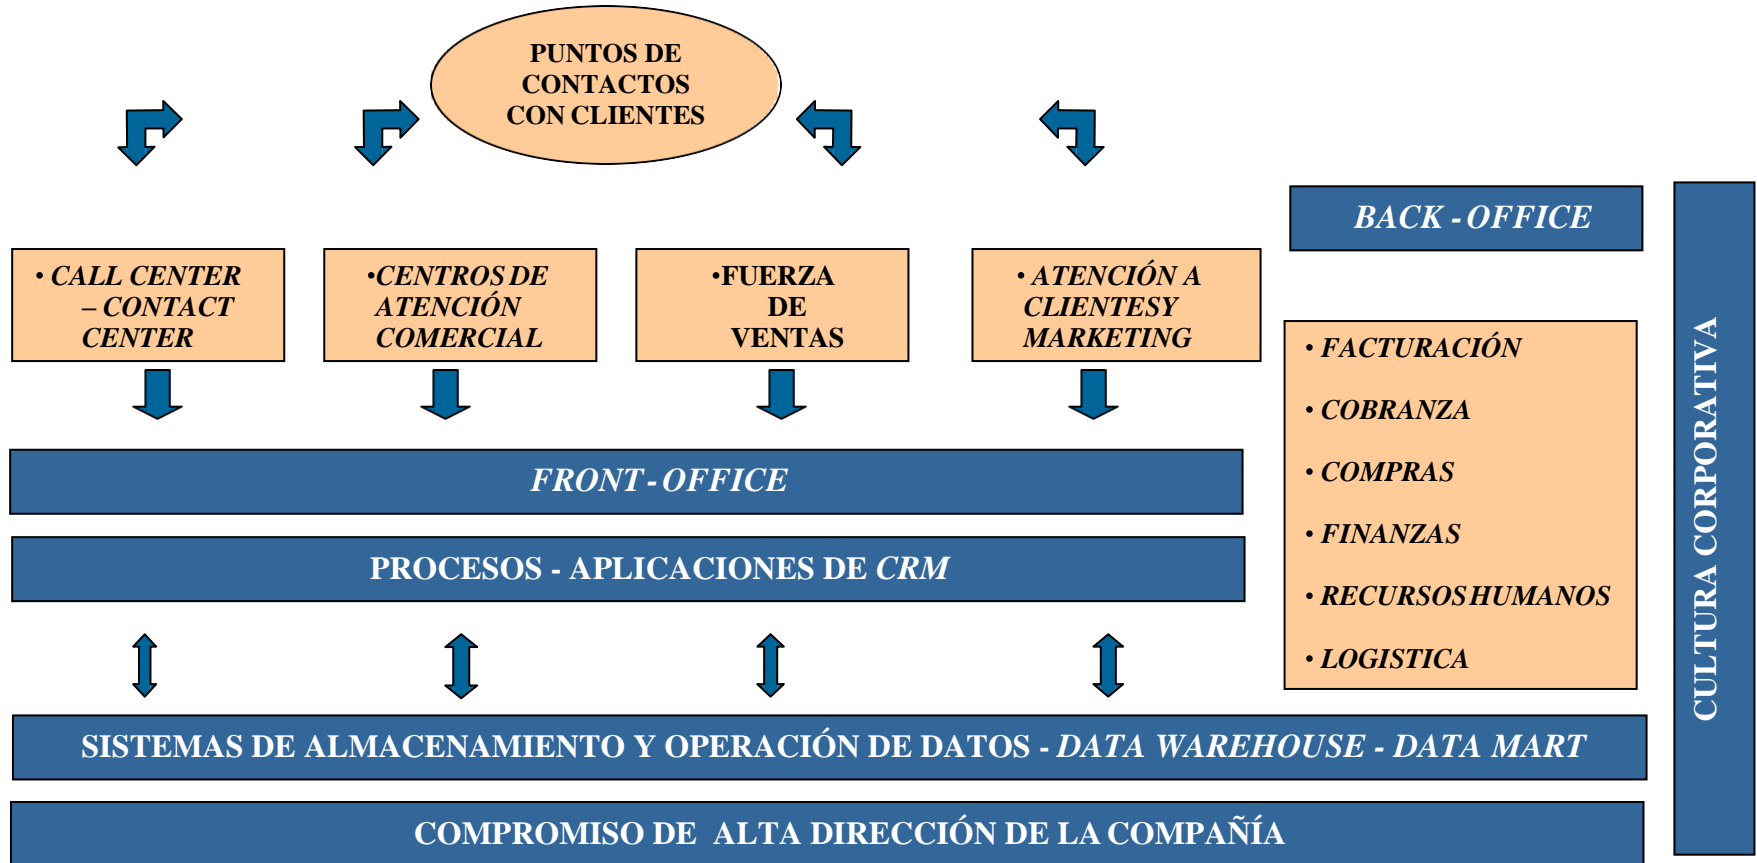 PUNTOS DE
CONTACTOS
CON CLIENTES
BACK - OFFICE
• CALL CENTER
– CONTACT
CENTER
•CENTROS DE
ATENCIÓN
COMERCIAL
•FUERZA
DE
VENTAS
• ATENCIÓN A
CLIENTESY
MARKETING
• FACTURACIÓN
• COBRANZA
• COMPRAS
• FINANZAS
• RECURSOS HUMANOS
• LOGISTICA
CULTURA CORPORATIVA
FRONT - OFFICE
PROCESOS - APLICACIONES DE CRM
SISTEMAS DE ALMACENAMIENTO Y OPERACIÓN DE DATOS - DATA WAREHOUSE - DATA MART
COMPROMISO DE ALTA DIRECCIÓN DE LA COMPAÑÍA